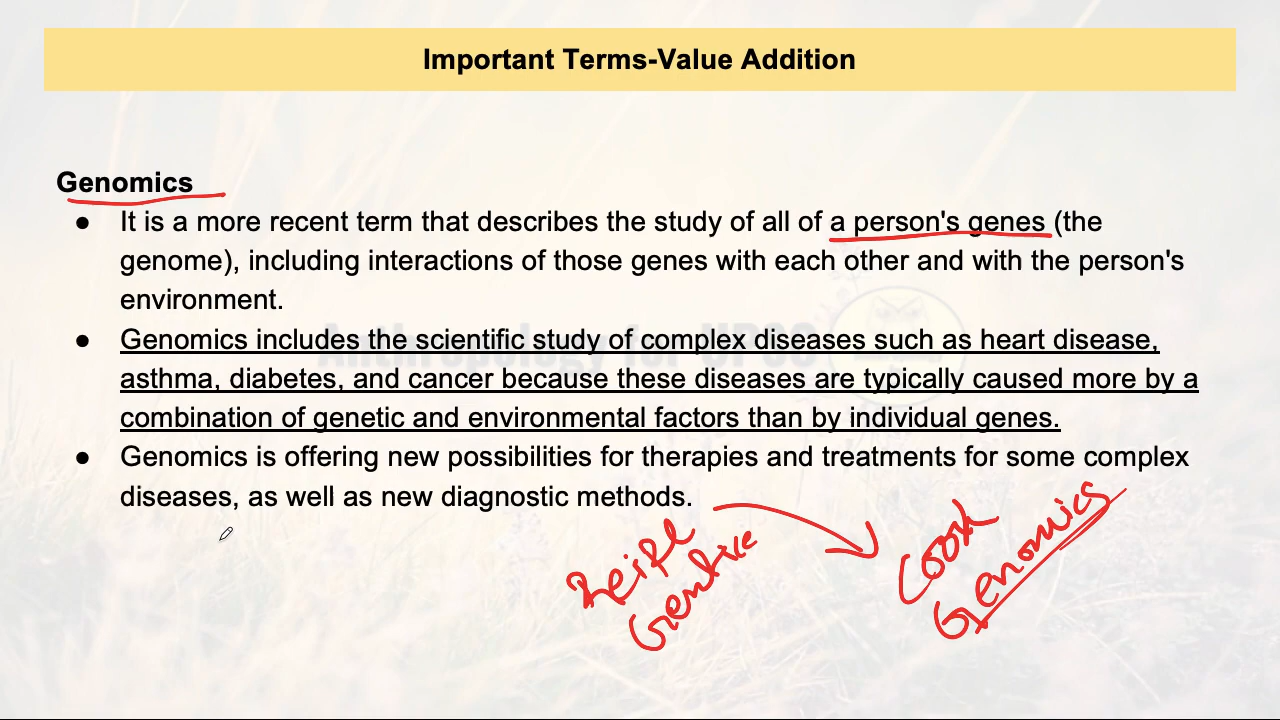 Important Terms-Value Addition
Genomics
● It is a more recent term that describes the study of all of a person's genes (the
genome), including interactions of those genes with each other and with the person's
environment.
● Genomics includes the scientific study of complex diseases such as heart disease,
asthma, diabetes, and cancer because these diseases are typically caused more by a
combination of genetic and environmental factors than by individual genes.
● Genomics is offering new possibilities for therapies and treatments for some complex
diseases, as well as new diagnostic methods.
Anthropology for UPSC
Genomics